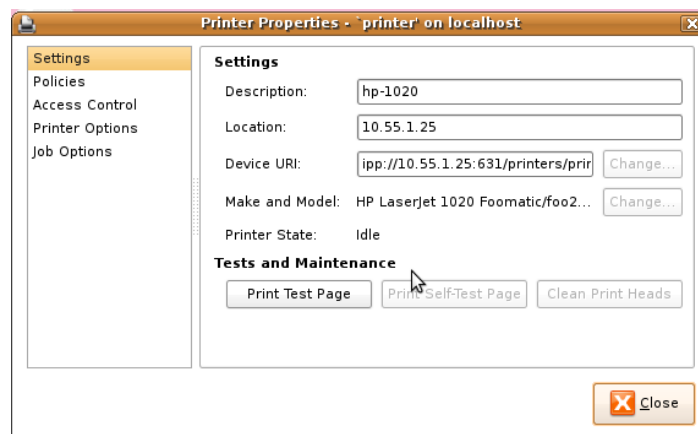 Printer Properties - `printer' on localhost
Settings
Policies
Access Control
Printer Options
Job Options
Settings
Description: hp-1020
Location: 10.55.1.25
Device URI: ipp://10.55.1.25:631/printers/prin Change...
Make and Model: HP LaserJet 1020 Foomatic/foo2... Change...
Printer State: Idle
Tests and Maintenance
Print Test Page Print Self-Test Page Clean Print Heads
Close